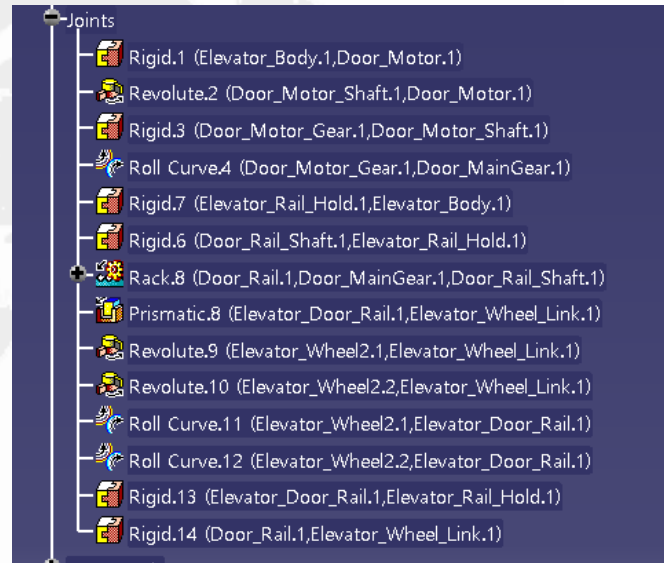 Joints
Rigid.1 (Elevator_Body.1,Door_Motor.1)
Revolute.2 (Door_Motor_Shaft.1,Door_Motor.1)
Rigid.3 (Door_Motor_Gear.1,Door_Motor_Shaft.1)
Roll Curve.4 (Door_Motor_Gear.1,Door_MainGear.1)
Rigid.7 (Elevator_Rail_Hold.1,Elevator_Body.1)
Rigid.6 (Door_Rail_Shaft.1,Elevator_Rail_Hold.1)
Rack.8 (Door_Rail.1,Door_MainGear.1,Door_Rail_Shaft.1)
Prismatic.8 (Elevator_Door_Rail.1,Elevator_Wheel_Link.1)
Revolute.9 (Elevator_Wheel2.1,Elevator_Wheel_Link.1)
Revolute.10 (Elevator_Wheel2.2,Elevator_Wheel_Link.1)
Roll Curve.11 (Elevator_Wheel2.1,Elevator_Door_Rail.1)
Roll Curve.12 (Elevator_Wheel2.2,Elevator_Door_Rail.1)
Rigid.13 (Elevator_Door_Rail.1,Elevator_Rail_Hold.1)
Rigid.14 (Door_Rail.1,Elevator_Wheel_Link.1)